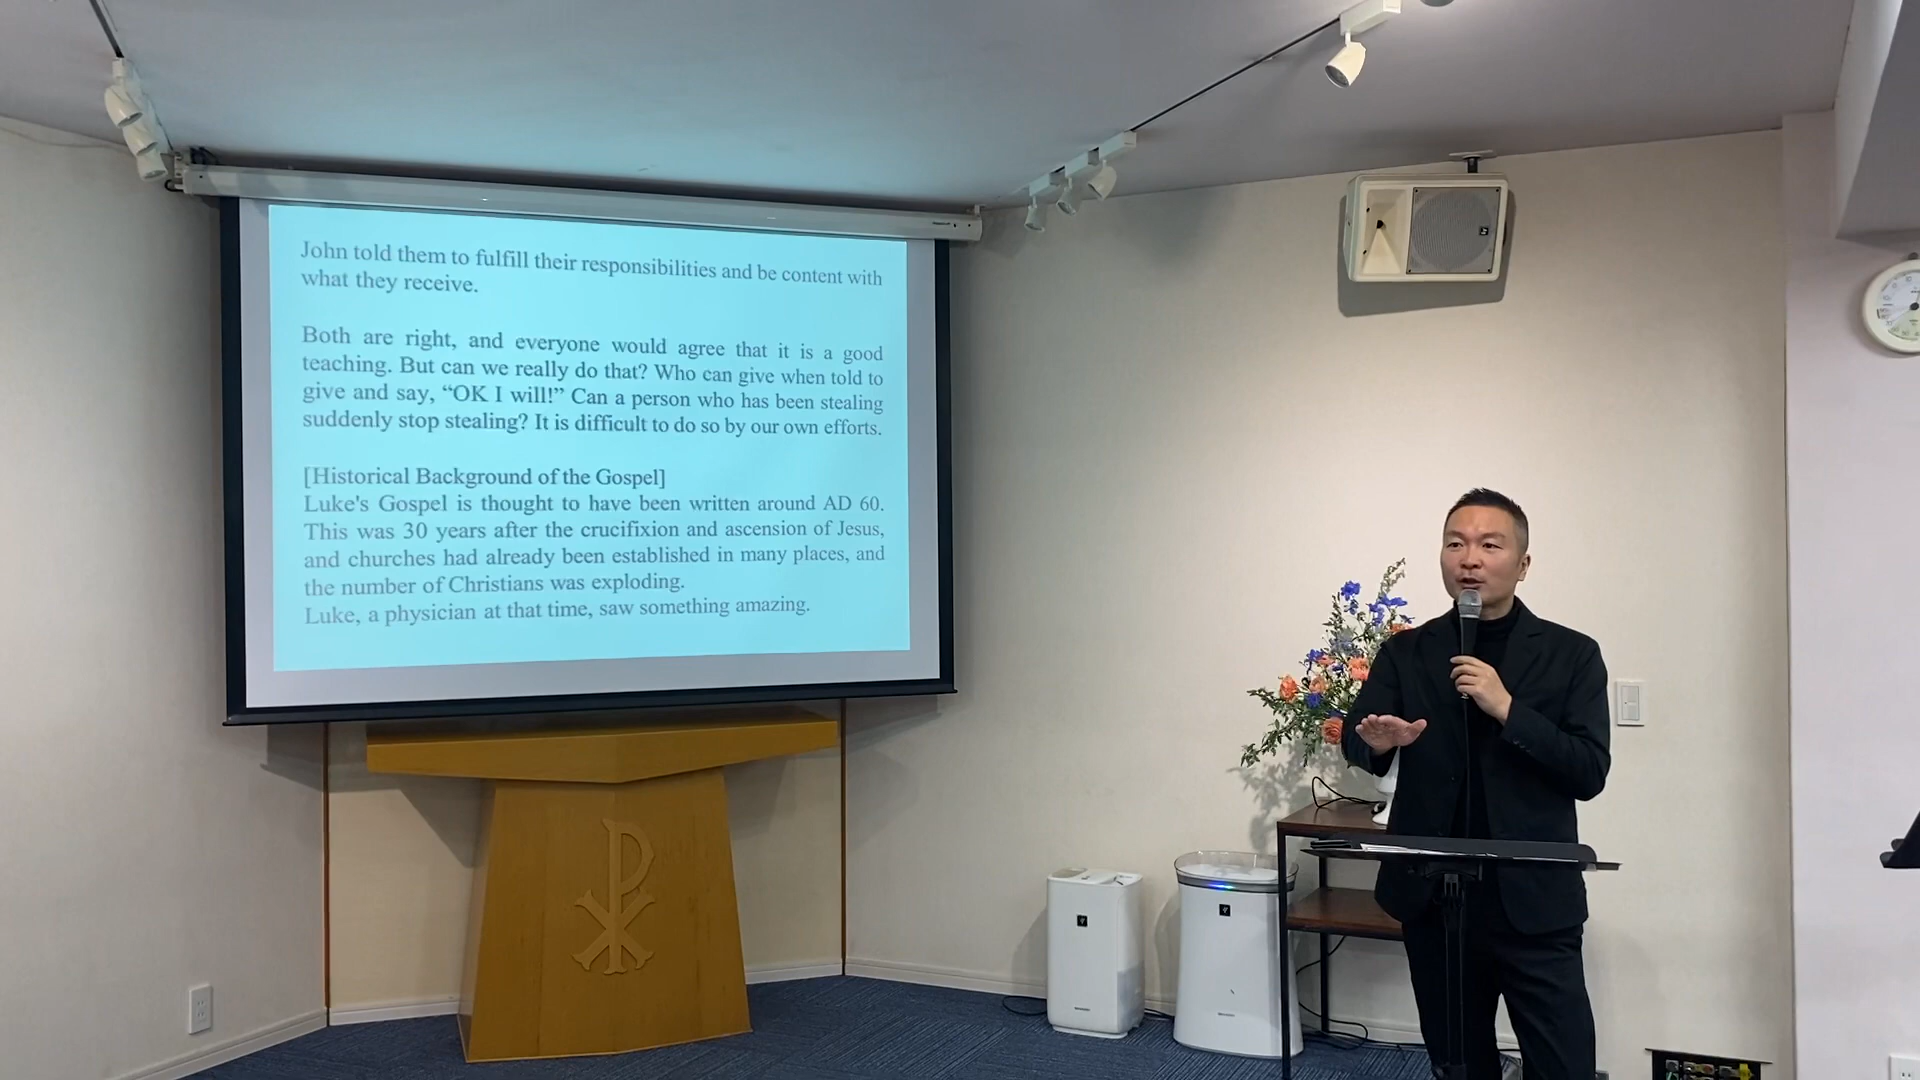 John told them to fulfill their responsibilities and be content with
what they receive.
Both are right, and everyone would agree that it is a good
teaching. But can we really do that? Who can give when told to
give and say, “OK I will!” Can a person who has been stealing
suddenly stop stealing? It is difficult to do so by our own efforts.
[Historical Background of the Gospel]
Luke's Gospel is thought to have been written around AD 60.
This was 30 years after the crucifixion and ascension of Jesus,
and churches had already been established in many places, and
the number of Christians was exploding.
Luke, a physician at that time, saw something amazing.